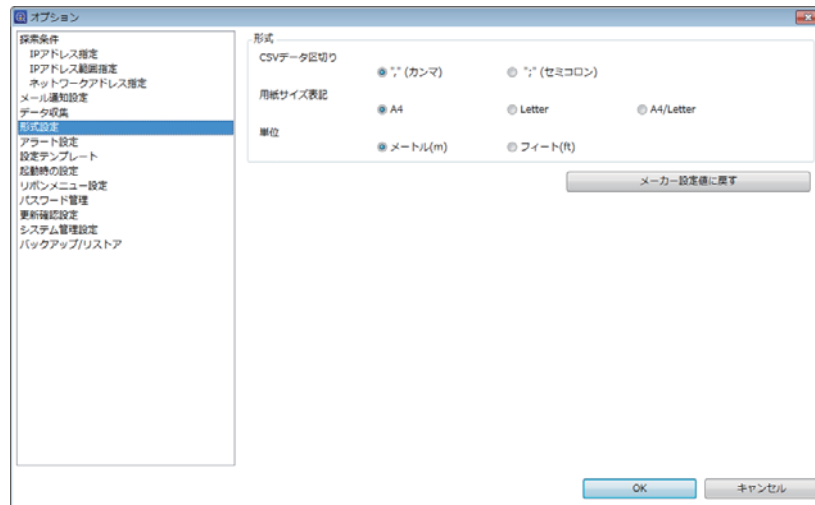 オプション
探索条件
IPアドレス指定
IPアドレス範囲指定
ネットワークアドレス指定
メール通知設定
データ収集
形式設定
アラート設定
設定テンプレート
起動時の設定
リボンメニュー設定
パスワード管理
更新確認設定
システム管理設定
バックアップ/リストア
形式
CSVデータ区切り
"," (カンマ) ";" (セミコロン)
用紙サイズ表記
A4 Letter A4/Letter
単位
メートル(m) フィート(ft)
メーカー設定値に戻す
OK キャンセル